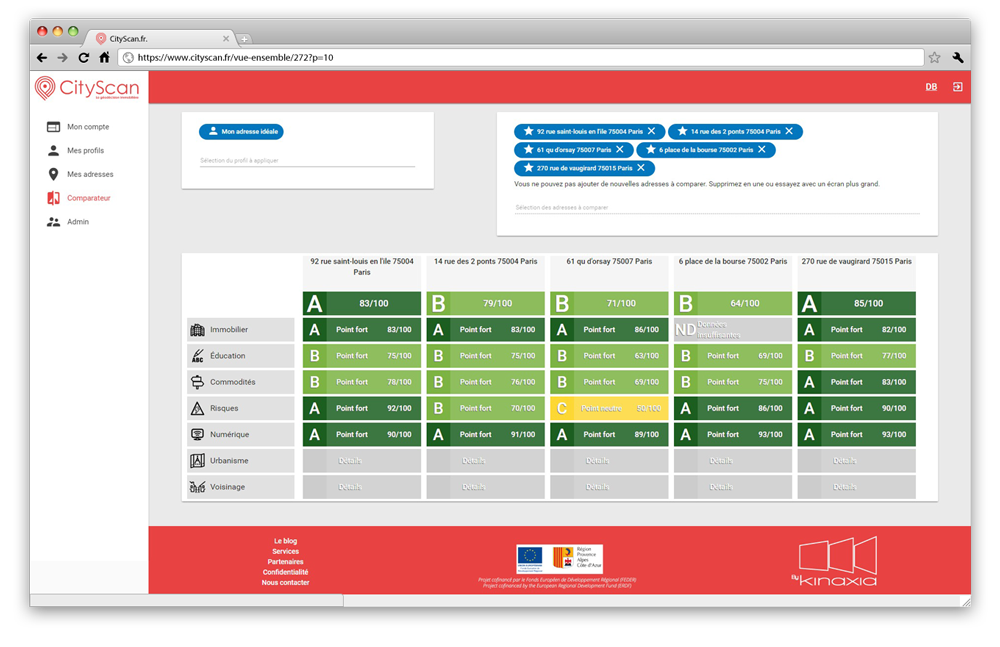 CityScan.fr.
https://www.cityscan.fr/vue-ensemble/272?p=10
CityScan
DB
Mon compte
Mes profils
Mes adresses
Comparateur
Admin
Mon adresse idéale
Sélection du profil à appliquer
92 rue saint-louis en l'ile 75004 Paris
14 rue des 2 ponts 75004 Paris
61 qu d'orsay 75007 Paris
6 place de la bourse 75002 Paris
270 rue de vaugirard 75015 Paris
Vous ne pouvez pas ajouter de nouvelles adresses à comparer. Supprimez en une ou essayez avec un écran plus grand.
Sélection des adresses à comparer
92 rue saint-louis en l'ile 75004 Paris
14 rue des 2 ponts 75004 Paris
61 qu d'orsay 75007 Paris
6 place de la bourse 75002 Paris
270 rue de vaugirard 75015 Paris
A 83/100 B 79/100 B 71/100 B 64/100 A 85/100
Immobilier A Point fort 83/100 A Point fort 83/100 A Point fort 86/100 ND Données insuffisantes A Point fort 82/100
Éducation B Point fort 75/100 B Point fort 75/100 B Point fort 63/100 B Point fort 69/100 B Point fort 77/100
Commodités B Point fort 78/100 B Point fort 76/100 B Point fort 69/100 B Point fort 75/100 A Point fort 83/100
Risques A Point fort 92/100 B Point fort 70/100 C Point neutre 50/100 A Point fort 86/100 A Point fort 90/100
Numérique A Point fort 90/100 A Point fort 91/100 A Point fort 89/100 A Point fort 93/100 A Point fort 93/100
Urbanisme Détails Détails Détails Détails Détails
Voisinage Détails Détails Détails Détails Détails
Le blog
Services
Partenaires
Confidentialité
Nous contacter
Région
Provence
Alpes
Côte d'Azur
Projet cofinancé par le Fonds Européen de Développement Régional (FEDER)
Project cofinanced by the European Regional Development Fund (ERDF)
by kinaxia